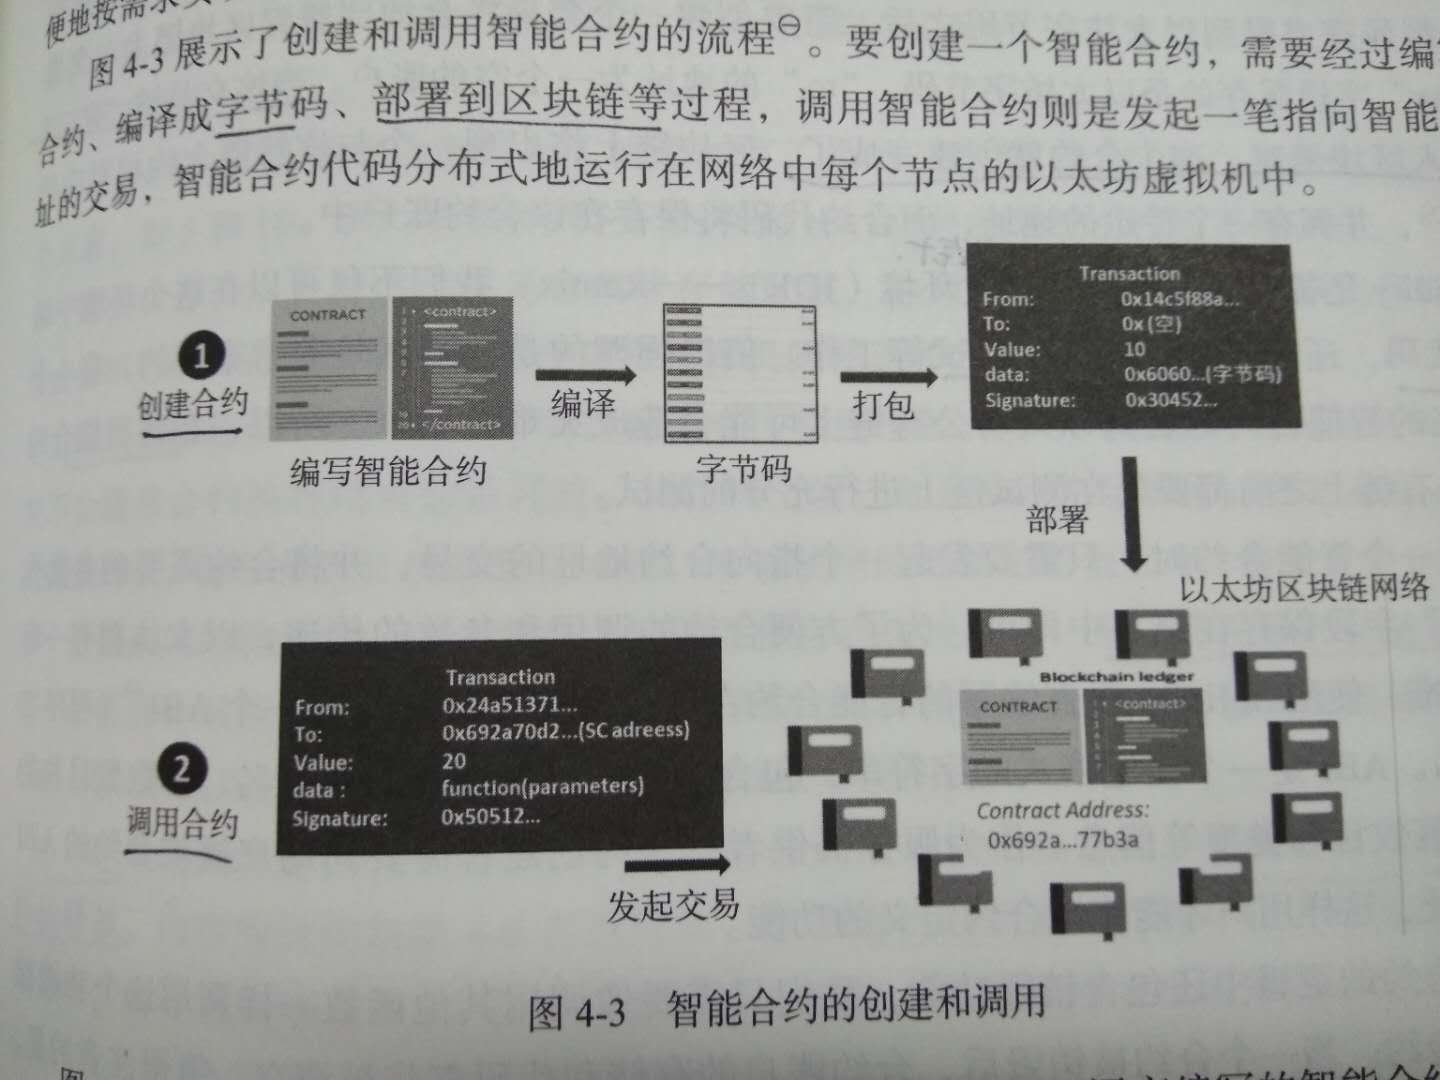 便地按需求
图 4-3 展示了创建和调用智能合约的流程⊖。要创建一个智能合约，需要经过编写
合约、编译成字节码、部署到区块链等过程，调用智能合约则是发起一笔指向智能
址的交易，智能合约代码分布式地运行在网络中每个节点的以太坊虚拟机中。
1
创建合约
CONTRACT
<contract>
</contract>
编写智能合约
编译
字节码
打包
Transaction
From: 0x14c5f88a...
To: 0x(空)
Value: 10
data: 0x6060...(字节码)
Signature: 0x30452...
部署
以太坊区块链网络
2
调用合约
Transaction
From: 0x24a51371...
To: 0x692a70d2...(SC adreess)
Value: 20
data : function(parameters)
Signature: 0x50512...
发起交易
Blockchain ledger
CONTRACT
<contract>
Contract Address:
0x692a...77b3a
图 4-3 智能合约的创建和调用